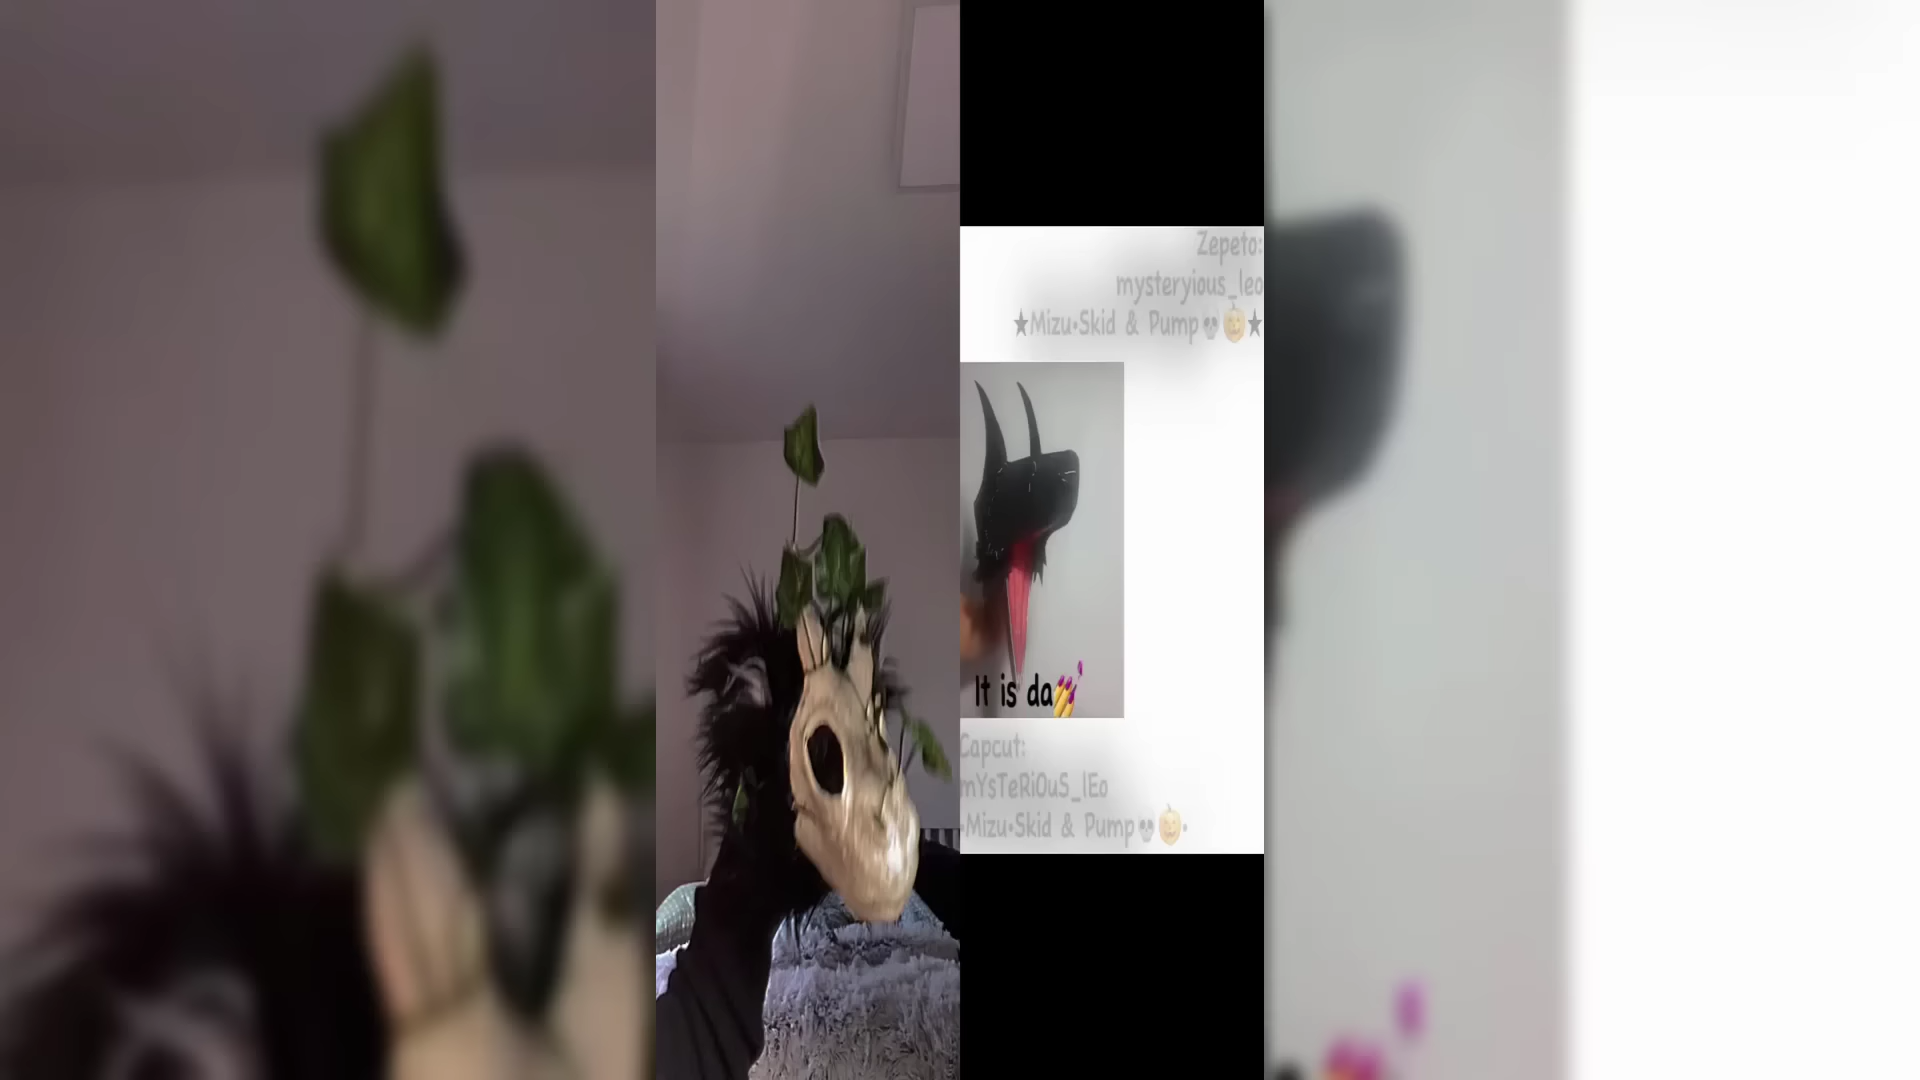 Zepeto:
mysteryious_leo
★Mizu•Skid & Pump💀🎃★
It is da💅
Capcut:
mYsTeRiOuS_lEo
•Mizu•Skid & Pump💀🎃•